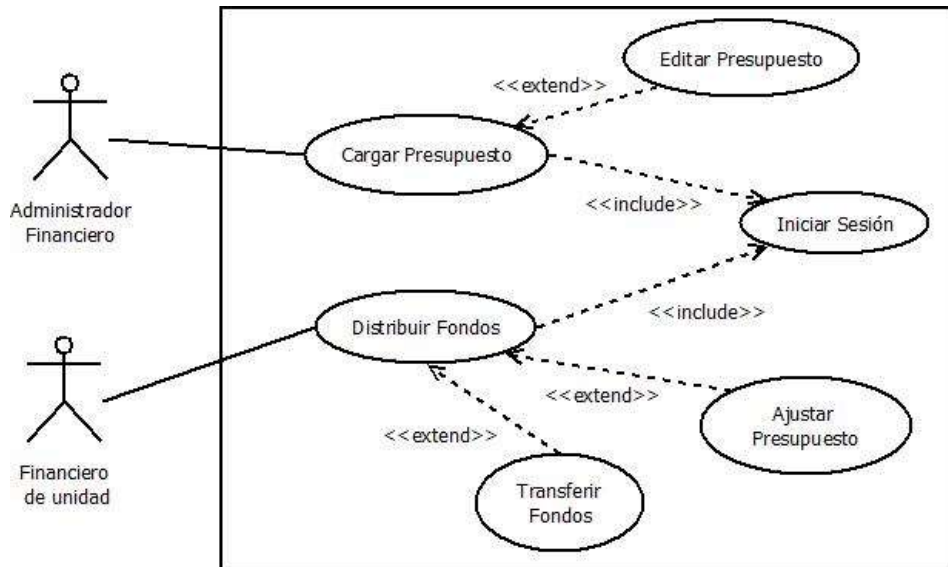 Editar Presupuesto
<<extend>>
Cargar Presupuesto
Administrador
Financiero
<<include>>
Iniciar Sesión
Distribuir Fondos
<<include>>
<<extend>>
Ajustar
Presupuesto
<<extend>>
Financiero
de unidad
Transferir
Fondos